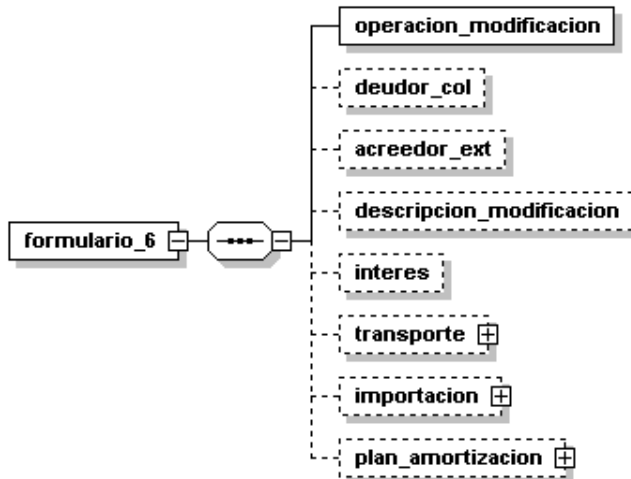 operacion_modificacion
deudor_col
acreedor_ext
descripcion_modificacion
formulario_6
interes
transporte
importacion
plan_amortizacion